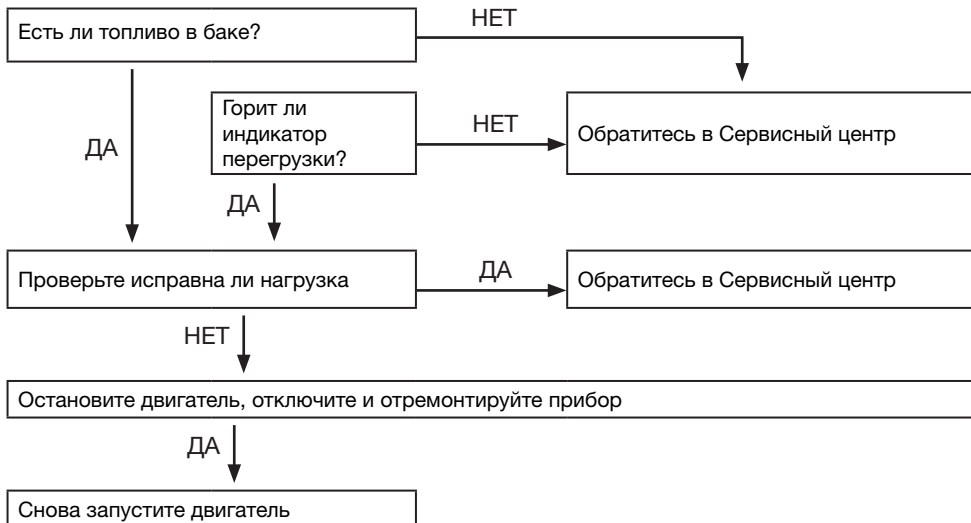 Есть ли топливо в баке?
НЕТ
Горит ли
индикатор
перегрузки?
НЕТ
Обратитесь в Сервисный центр
ДА
ДА
Проверьте исправна ли нагрузка
ДА
Обратитесь в Сервисный центр
НЕТ
Остановите двигатель, отключите и отремонтируйте прибор
ДА
Снова запустите двигатель